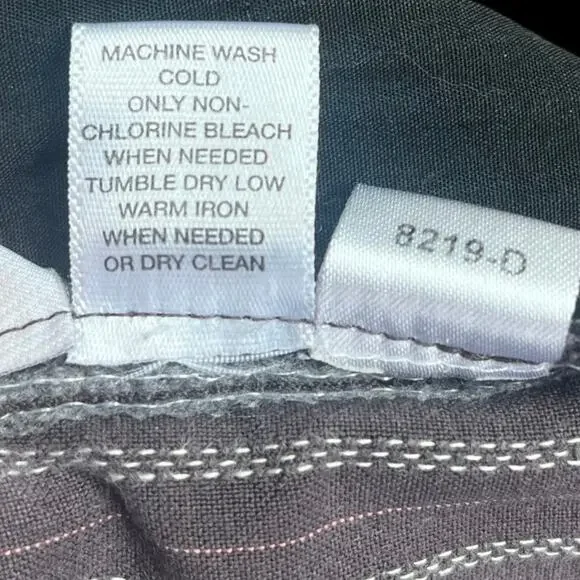 MACHINE WASH
COLD
ONLY NON-
CHLORINE BLEACH
WHEN NEEDED
TUMBLE DRY LOW
WARM IRON
WHEN NEEDED
OR DRY CLEAN
8219-D